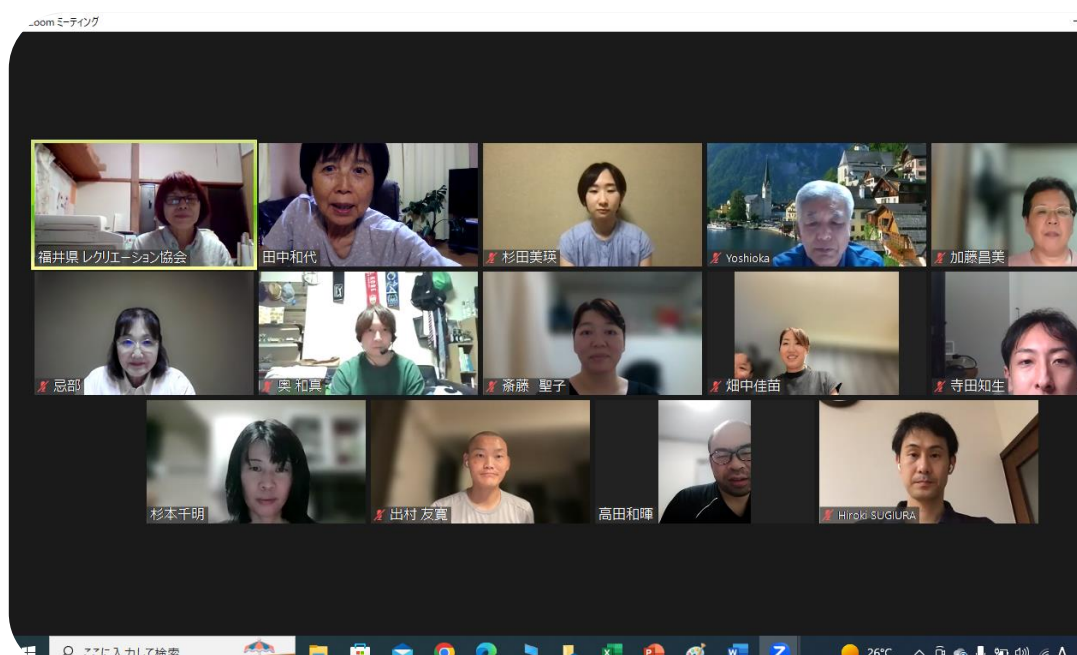 Zoom ミーティング
福井県 レクリエーション協会
田中和代
杉田美瑛
Yoshioka
加藤昌美
忌部
奥 和真
斎藤 聖子
畑中佳苗
寺田知生
杉本千明
出村 友寛
高田和暉
Hiroki SUGIURA
ここに入力して検索
26°C
A